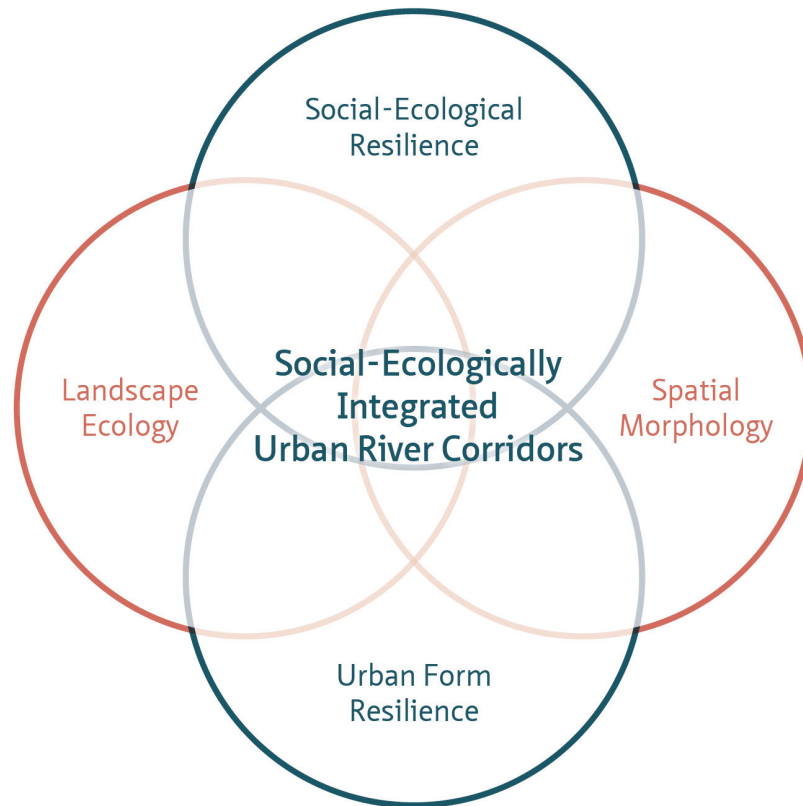 Social-Ecological
Resilience
Landscape
Ecology
Social-Ecologically
Integrated
Urban River Corridors
Spatial
Morphology
Urban Form
Resilience